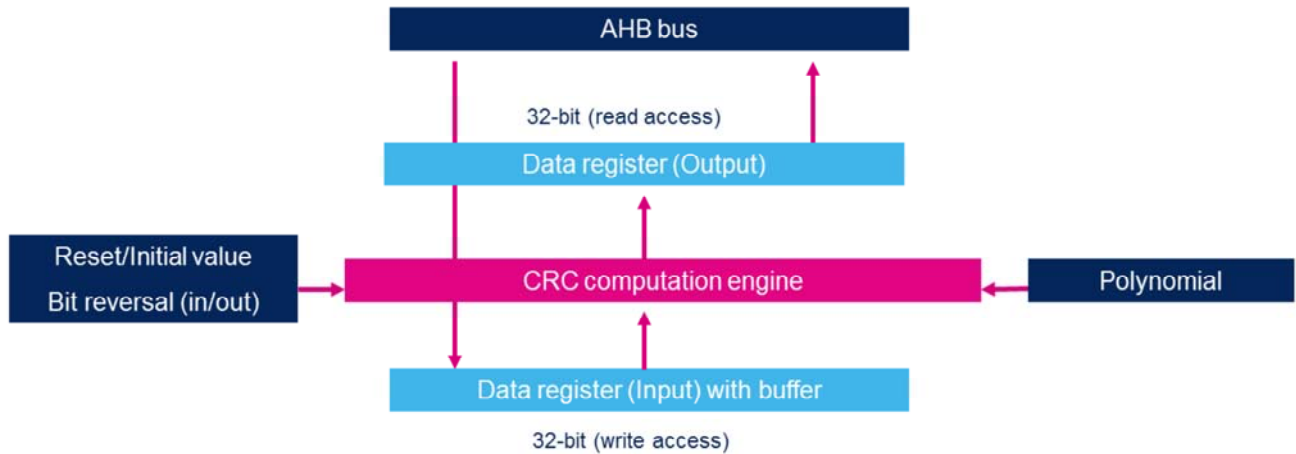 AHB bus
32-bit (read access)
Data register (Output)
Reset/Initial value
Bit reversal (in/out)
CRC computation engine
Polynomial
Data register (Input) with buffer
32-bit (write access)